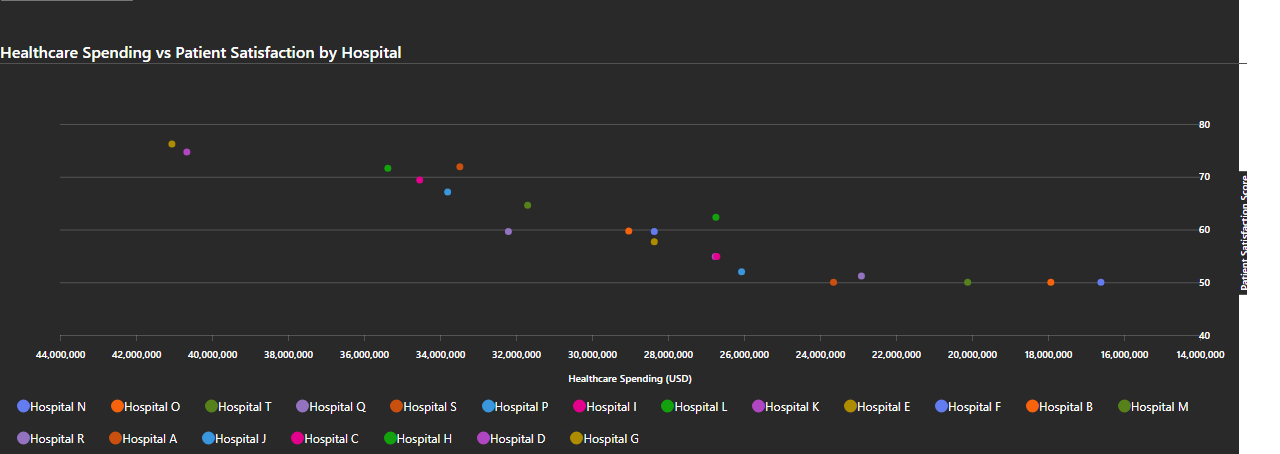 Healthcare Spending vs Patient Satisfaction by Hospital
80
70
60
50
40
Patient Satisfaction Score
44,000,000 42,000,000 40,000,000 38,000,000 36,000,000 34,000,000 32,000,000 30,000,000 28,000,000 26,000,000 24,000,000 22,000,000 20,000,000 18,000,000 16,000,000 14,000,000
Healthcare Spending (USD)
Hospital N Hospital O Hospital T Hospital Q Hospital S Hospital P Hospital I Hospital L Hospital K Hospital E Hospital F Hospital B Hospital M
Hospital R Hospital A Hospital J Hospital C Hospital H Hospital D Hospital G